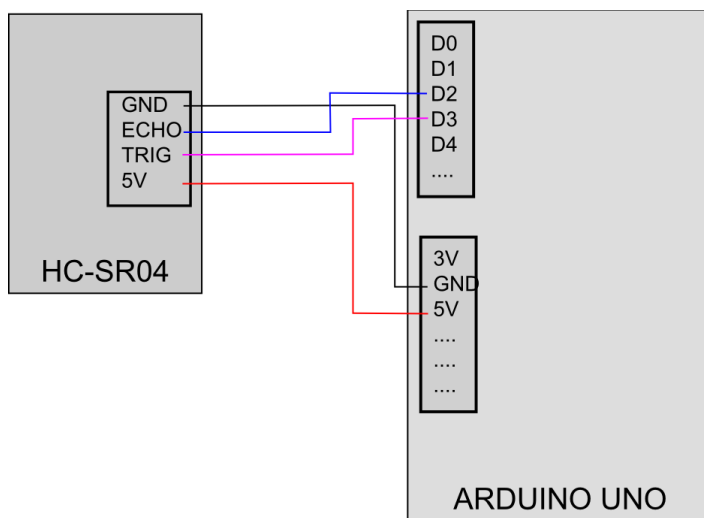 GND
ECHO
TRIG
5V
HC-SR04
D0
D1
D2
D3
D4
....
3V
GND
5V
....
....
....
ARDUINO UNO